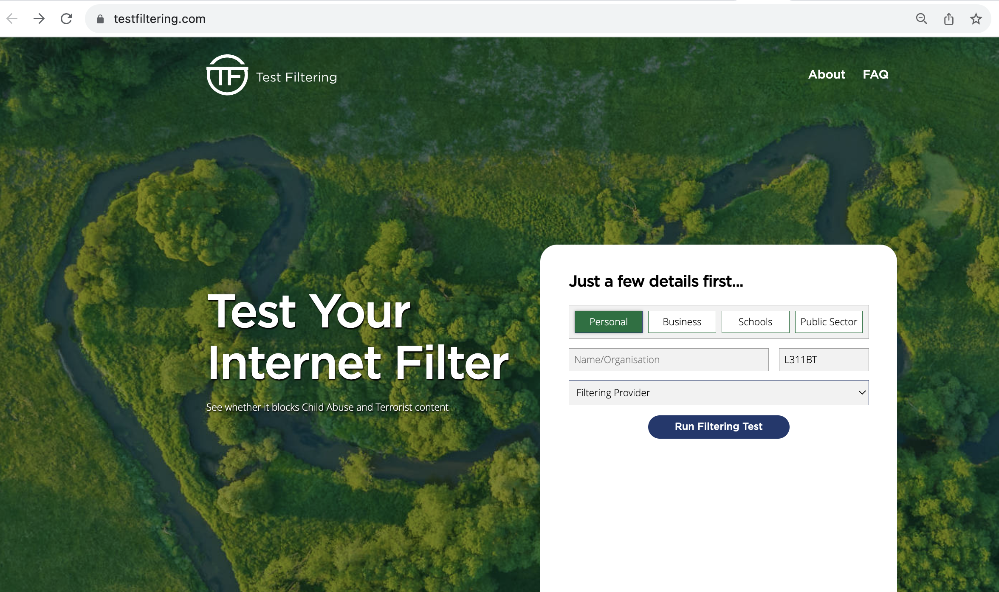 testfiltering.com
TF Test Filtering
About FAQ
Test Your
Internet Filter
See whether it blocks Child Abuse and Terrorist content
Just a few details first...
Personal Business Schools Public Sector
Name/Organisation L311BT
Filtering Provider
Run Filtering Test